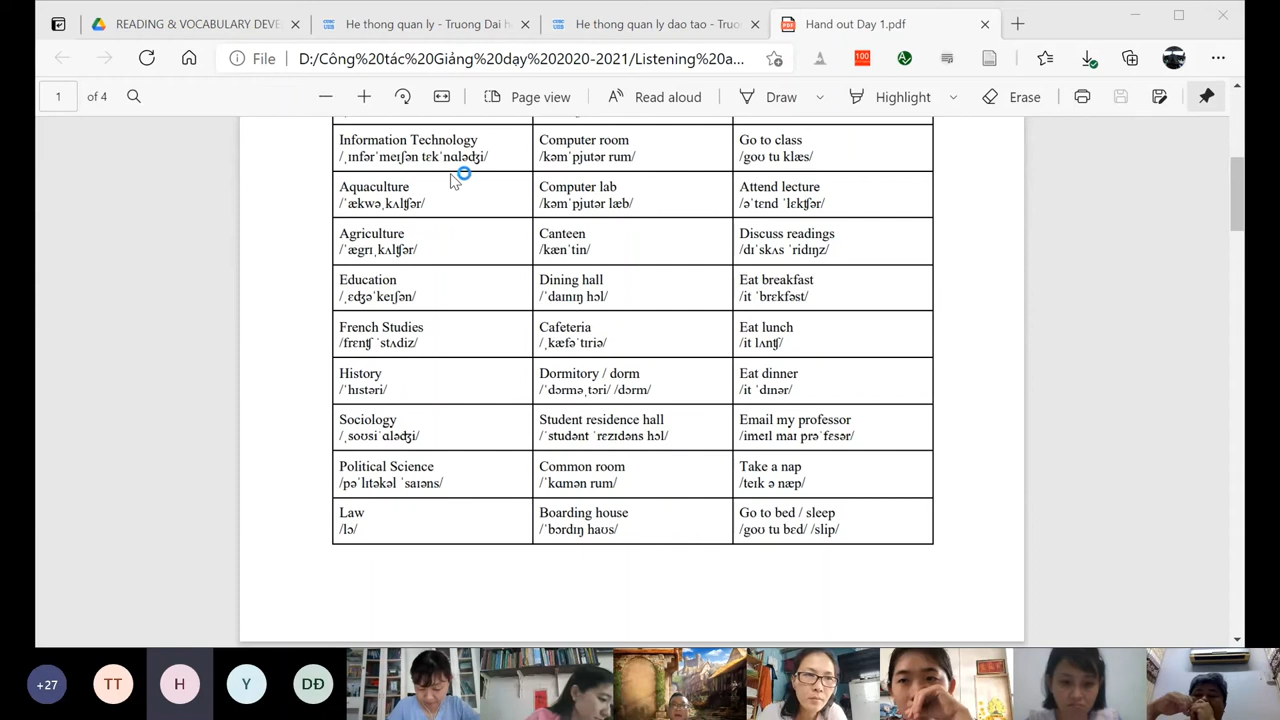 READING & VOCABULARY DEVE
He thong quan ly - Truong Dai h
He thong quan ly dao tao - Truo
Hand out Day 1.pdf
File
D:/Công%20tác%20Giảng%20dạy%202020-2021/Listening%20a...
100
1 of 4
Page view
Read aloud
Draw
Highlight
Erase
Information Technology
/ˌɪnfərˈmeɪʃən tɛkˈnɑləʤi/
Computer room
/kəmˈpjutər rum/
Go to class
/goʊ tu klæs/
Aquaculture
/ˈækwəˌkʌlʧər/
Computer lab
/kəmˈpjutər læb/
Attend lecture
/əˈtɛnd ˈlɛkʧər/
Agriculture
/ˈægrɪˌkʌlʧər/
Canteen
/kænˈtin/
Discuss readings
/dɪˈskʌs ˈridɪŋz/
Education
/ˌɛʤəˈkeɪʃən/
Dining hall
/ˈdaɪnɪŋ hɔl/
Eat breakfast
/it ˈbrɛkfəst/
French Studies
/frɛnʧ ˈstʌdiz/
Cafeteria
/ˌkæfəˈtɪriə/
Eat lunch
/it lʌnʧ/
History
/ˈhɪstəri/
Dormitory / dorm
/ˈdɔrməˌtɔri/ /dɔrm/
Eat dinner
/it ˈdɪnər/
Sociology
/ˌsoʊsiˈɑləʤi/
Student residence hall
/ˈstudənt ˈrɛzɪdəns hɔl/
Email my professor
/imeɪl maɪ prəˈfɛsər/
Political Science
/pəˈlɪtəkəl ˈsaɪəns/
Common room
/ˈkɑmən rum/
Take a nap
/teɪk ə næp/
Law
/lɔ/
Boarding house
/ˈbɔrdɪŋ haʊs/
Go to bed / sleep
/goʊ tu bɛd/ /slip/
+27
TT
H
Y
DĐ